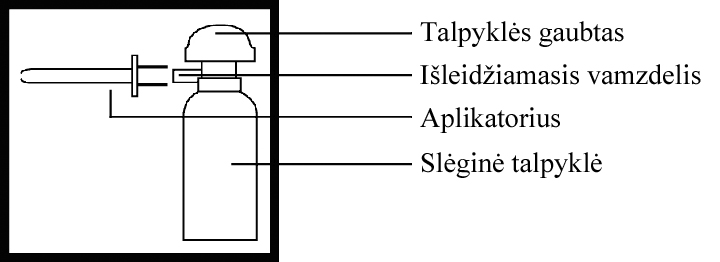 Talpyklės gaubtas
Išleidžiamasis vamzdelis
Aplikatorius
Slėginė talpyklė